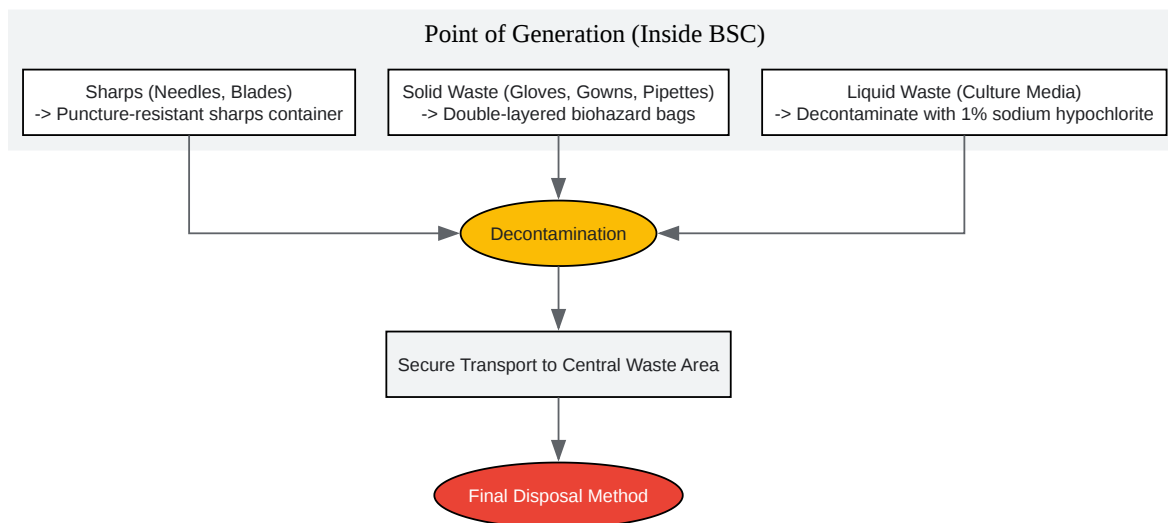 Point of Generation (Inside BSC)
Sharps (Needles, Blades)
-> Puncture-resistant sharps container
Solid Waste (Gloves, Gowns, Pipettes)
-> Double-layered biohazard bags
Liquid Waste (Culture Media)
-> Decontaminate with 1% sodium hypochlorite
Decontamination
Secure Transport to Central Waste Area
Final Disposal Method